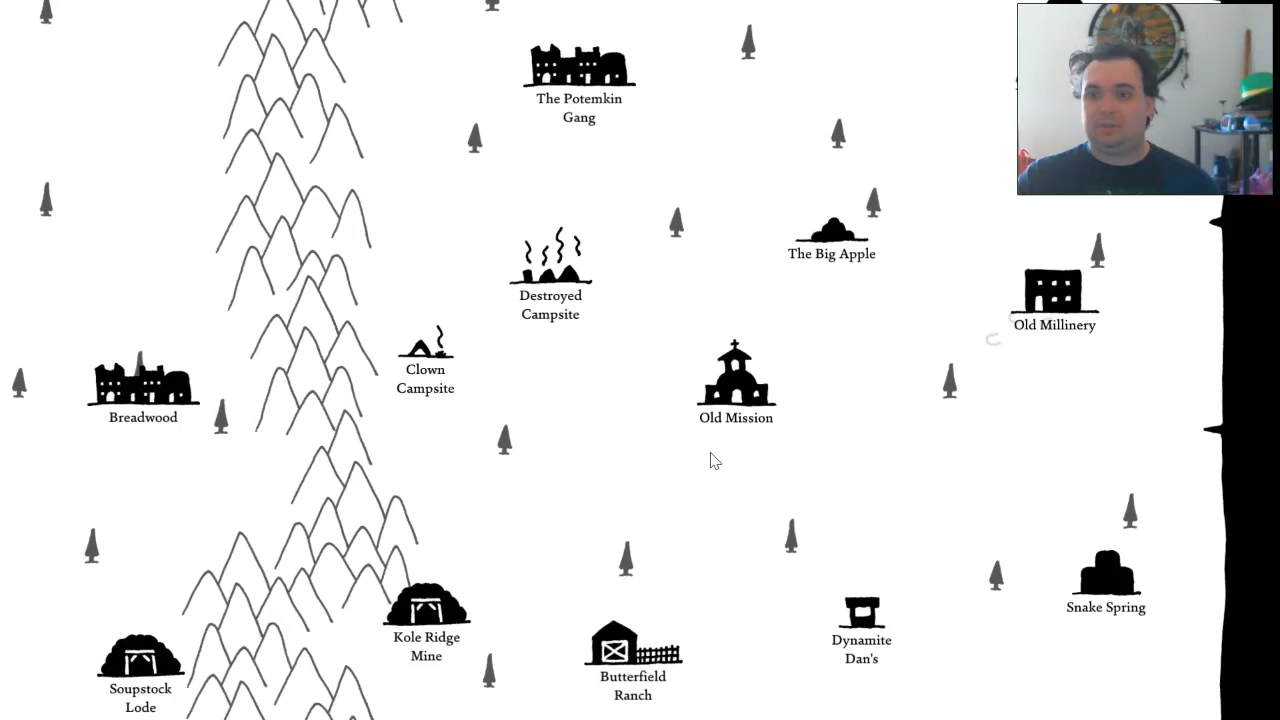 The Potemkin
Gang
The Big Apple
Destroyed
Campsite
Old Millinery
Clown
Campsite
Breadwood
Old Mission
Snake Spring
Kole Ridge
Mine
Dynamite
Dan's
Butterfield
Ranch
Soupstock
Lode